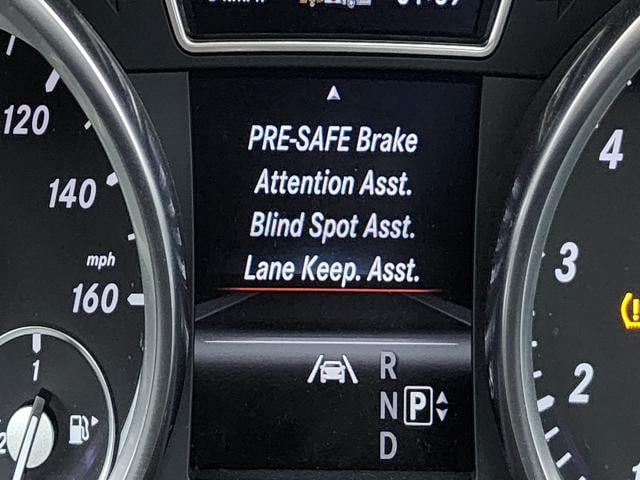 PRE-SAFE Brake
Attention Asst.
Blind Spot Asst.
Lane Keep. Asst.
R
N P
D
120
140
mph
160
1
4
3
2